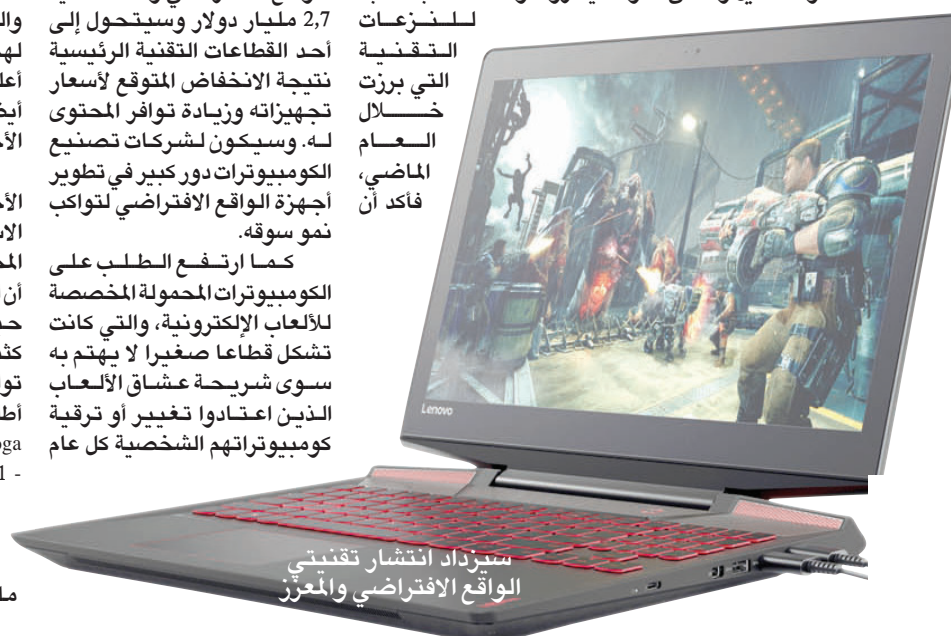 للنزعات
التقنية
التي برزت
خلال
العام
الماضي،
فأكد أن
2,7 مليار دولار وسيتحول إلى
أحد القطاعات التقنية الرئيسية
نتيجة الانخفاض المتوقع لأسعار
تجهيزاته وزيادة توافر المحتوى
له. وسيكون لشركات تصنيع
الكومبيوترات دور كبير في تطوير
أجهزة الواقع الافتراضي لتواكب
نمو سوقه.
كما ارتفع الطلب على
الكومبيوترات المحمولة المخصصة
للألعاب الإلكترونية، والتي كانت
تشكل قطاعا صغيرا لا يهتم به
سوى شريحة عشاق الألعاب
الذين اعتادوا تغيير أو ترقية
كومبيوتراتهم الشخصية كل عام
Lenovo
سيزداد انتشار تقنيتي
الواقع الافتراضي والمعزز